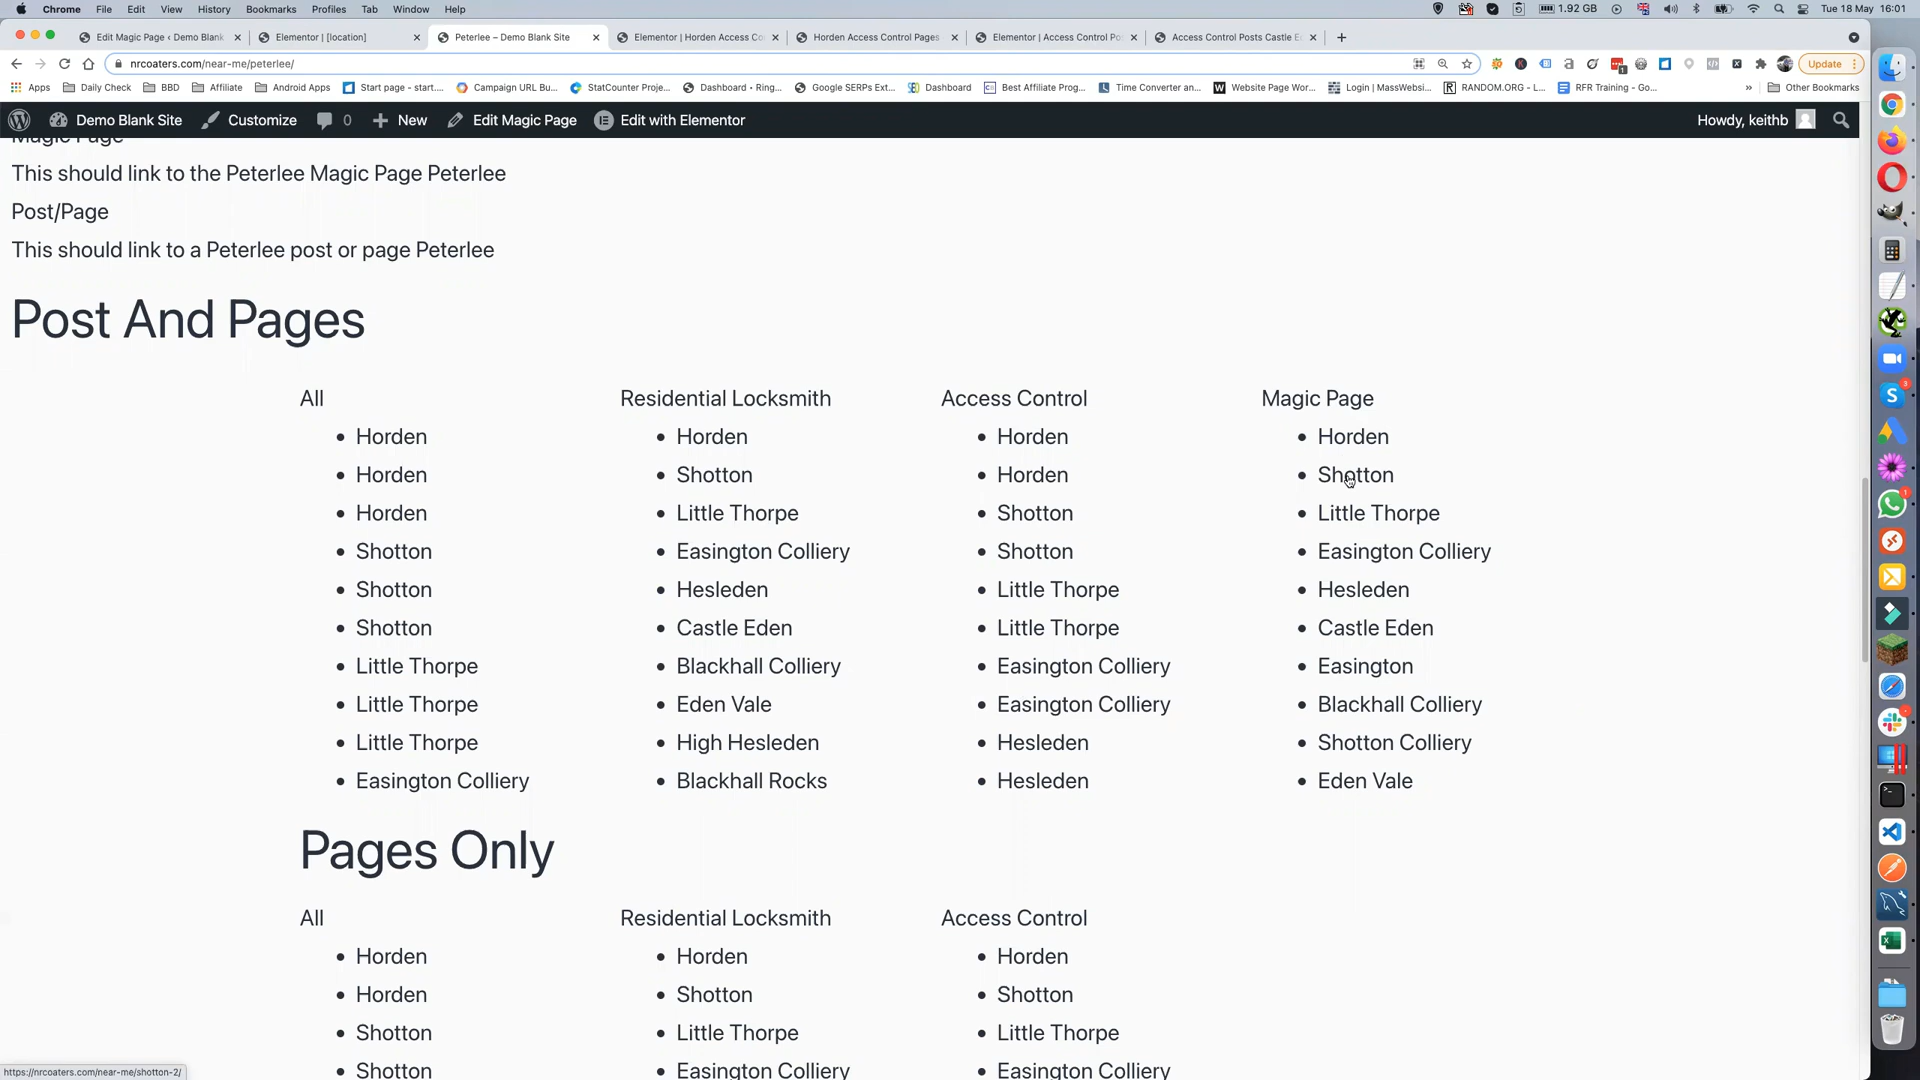 Chrome File Edit View History Bookmarks Profiles Tab Window Help 1.92 GB Tue 18 May 16:01
Edit Magic Page ‹ Demo Blank Elementor | [location] Peterlee – Demo Blank Site Elementor | Horden Access Co Horden Access Control Pages Elementor | Access Control Po Access Control Posts Castle E
nrcoaters.com/near-me/peterlee/ Update
Apps Daily Check BBD Affiliate Android Apps Start page - start.... Campaign URL Bu... StatCounter Proje... Dashboard • Ring... Google SERPs Ext... Dashboard Best Affiliate Prog... Time Converter an... Website Page Wor... Login | MassWebsi... RANDOM.ORG - L... RFR Training - Go... » Other Bookmarks
Demo Blank Site Customize 0 New Edit Magic Page Edit with Elementor Howdy, keithb
Magic Page
This should link to the Peterlee Magic Page Peterlee
Post/Page
This should link to a Peterlee post or page Peterlee
Post And Pages
All
• Horden
• Horden
• Horden
• Shotton
• Shotton
• Shotton
• Little Thorpe
• Little Thorpe
• Little Thorpe
• Easington Colliery
Residential Locksmith
• Horden
• Shotton
• Little Thorpe
• Easington Colliery
• Hesleden
• Castle Eden
• Blackhall Colliery
• Eden Vale
• High Hesleden
• Blackhall Rocks
Access Control
• Horden
• Horden
• Shotton
• Shotton
• Little Thorpe
• Little Thorpe
• Easington Colliery
• Easington Colliery
• Hesleden
• Hesleden
Magic Page
• Horden
• Shotton
• Little Thorpe
• Easington Colliery
• Hesleden
• Castle Eden
• Easington
• Blackhall Colliery
• Shotton Colliery
• Eden Vale
Pages Only
All
• Horden
• Horden
• Shotton
• Shotton
Residential Locksmith
• Horden
• Shotton
• Little Thorpe
• Easington Colliery
Access Control
• Horden
• Shotton
• Little Thorpe
• Easington Colliery
https://nrcoaters.com/near-me/shotton-2/